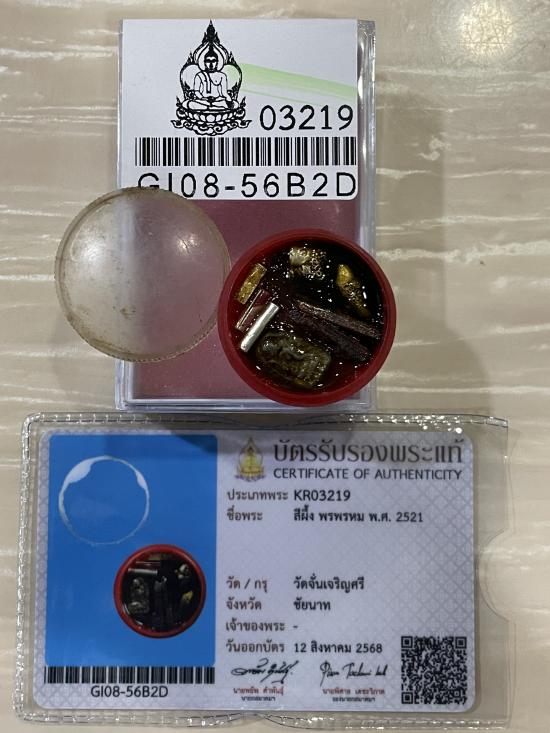 03219
GI08-56B2D
บัตรรับรองพระแท้
CERTIFICATE OF AUTHENTICITY
ประเภทพระ KR03219
ชื่อพระ สีผึ้ง พรพรหม พ.ศ. 2521
วัด / กรุ วัดจั่นเจริญศรี
จังหวัด ชัยนาท
เจ้าของพระ -
วันออกบัตร 12 สิงหาคม 2568
GI08-56B2D